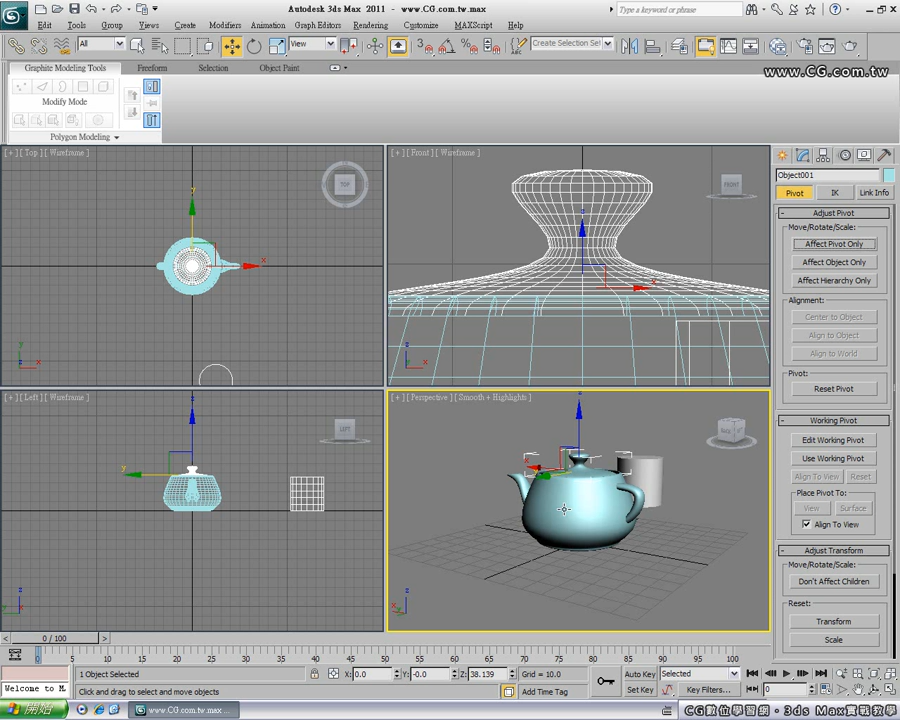 Autodesk 3ds Max 2011 - www.CG.com.tw.max
Type a keyword or phrase
Edit Tools Group Views Create Modifiers Animation Graph Editors Rendering Customize MAXScript Help
All
View
Create Selection Set
Graphite Modeling Tools Freeform Selection Object Paint
www.CG.com.tw
Modify Mode
Polygon Modeling
[ + ] [ Top ] [ Wireframe ]
TOP
y
x
y
x
z
[ + ] [ Front ] [ Wireframe ]
FRONT
z
x
z
x
[ + ] [ Left ] [ Wireframe ]
LEFT
z
y
z
y
[ + ] [ Perspective ] [ Smooth + Highlights ]
z
x
z
x
y
Object001
Pivot IK Link Info
- Adjust Pivot
Move/Rotate/Scale:
Affect Pivot Only
Affect Object Only
Affect Hierarchy Only
Alignment:
Center to Object
Align to Object
Align to World
Pivot:
Reset Pivot
- Working Pivot
Edit Working Pivot
Use Working Pivot
Align To View Reset
Place Pivot To:
View Surface
Align To View
- Adjust Transform
Move/Rotate/Scale:
Don't Affect Children
Reset:
Transform
Scale
< 0 / 100 >
0 5 10 15 20 25 30 35 40 45 50 55 60 65 70 75 80 85 90 95 100
1 Object Selected
X: 0.0 Y: -0.0 Z: 38.139 Grid = 10.0
Auto Key Selected
Welcome to M
Click and drag to select and move objects
Add Time Tag
Set Key Key Filters... 0
開始
www.CG.com.tw.max ...
CG數位學習網・3ds Max實戰教學